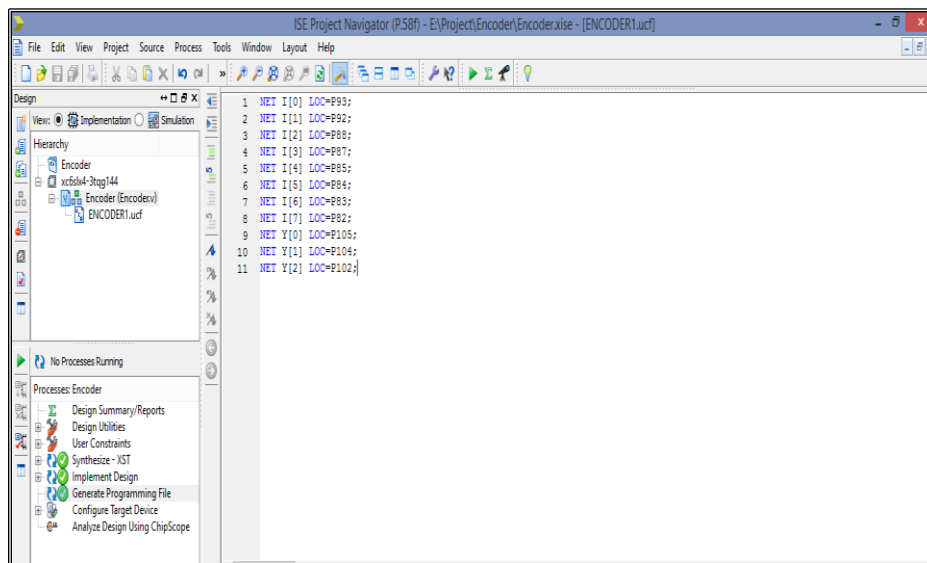 ISE Project Navigator (P.58f) - E:\Project\Encoder\Encoder.xise - [ENCODER1.ucf]
File Edit View Project Source Process Tools Window Layout Help
Design
View: Implementation Simulation
Hierarchy
Encoder
xc6slx4-3tqg144
Encoder (Encoder.v)
ENCODER1.ucf
1 NET I[0] LOC=P93;
2 NET I[1] LOC=P92;
3 NET I[2] LOC=P88;
4 NET I[3] LOC=P87;
5 NET I[4] LOC=P85;
6 NET I[5] LOC=P84;
7 NET I[6] LOC=P83;
8 NET I[7] LOC=P82;
9 NET Y[0] LOC=P105;
10 NET Y[1] LOC=P104;
11 NET Y[2] LOC=P102;
No Processes Running
Processes: Encoder
Design Summary/Reports
Design Utilities
User Constraints
Synthesize - XST
Implement Design
Generate Programming File
Configure Target Device
Analyze Design Using ChipScope